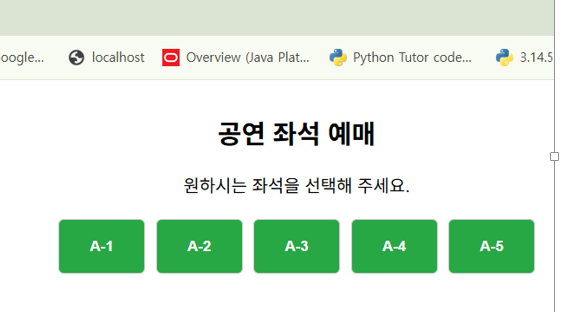 oogle... localhost Overview (Java Plat... Python Tutor code... 3.14.5
공연 좌석 예매
원하시는 좌석을 선택해 주세요.
A-1 A-2 A-3 A-4 A-5